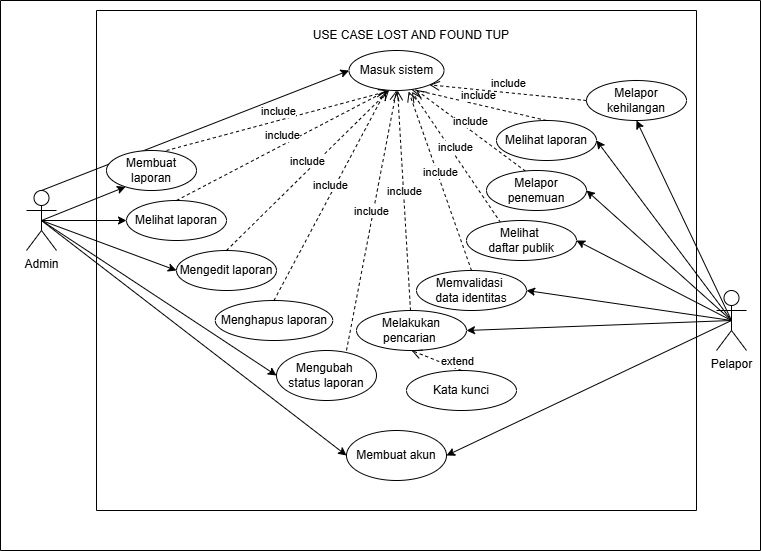 USE CASE LOST AND FOUND TUP
Masuk sistem
include
Melapor
kehilangan
include
include
include
include
Melihat laporan
include
include
Membuat
laporan
include
include
Melapor
penemuan
include
include
Melihat laporan
Melihat
daftar publik
Admin
Mengedit laporan
Memvalidasi
data identitas
Menghapus laporan
Melakukan
pencarian
extend
Pelapor
Mengubah
status laporan
Kata kunci
Membuat akun